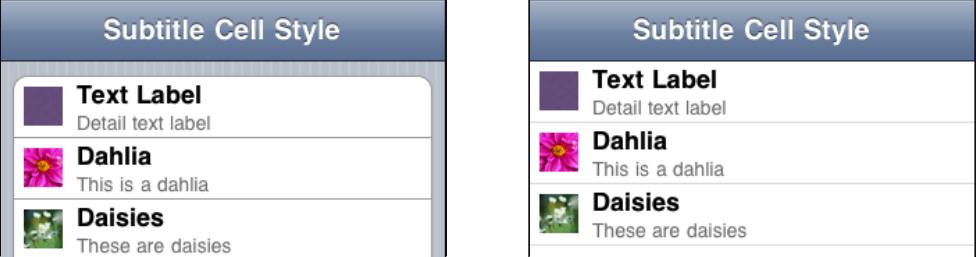 Subtitle Cell Style
Text Label
Detail text label
Dahlia
This is a dahlia
Daisies
These are daisies
Subtitle Cell Style
Text Label
Detail text label
Dahlia
This is a dahlia
Daisies
These are daisies